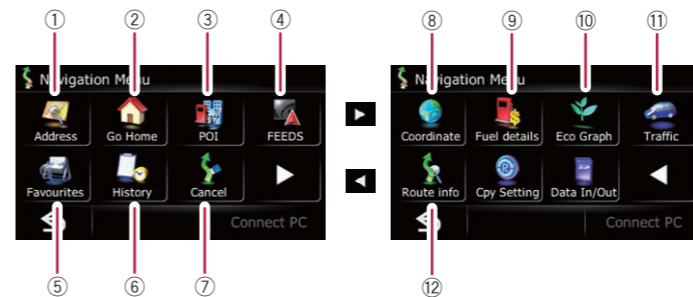 ① ② ③ ④ ⑧ ⑨ ⑩ ⑪
Navigation Menu
Address Go Home POI FEEDS
Favourites History Cancel
Connect PC
Navigation Menu
Coordinate Fuel details Eco Graph Traffic
Route info Cpy Setting Data In/Out
Connect PC
⑤ ⑥ ⑦ ⑫